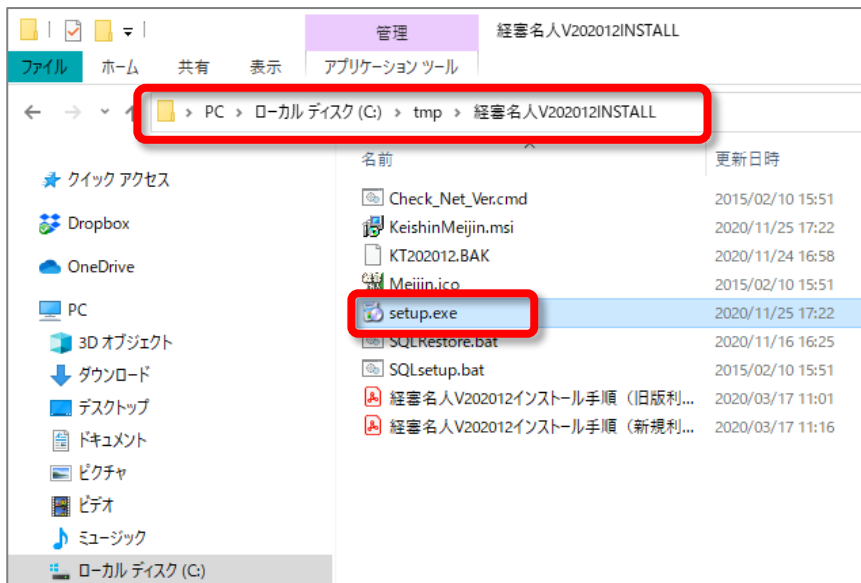 管理
経審名人V202012INSTALL
ファイル ホーム 共有 表示 アプリケーション ツール
PC › ローカル ディスク (C:) › tmp › 経審名人V202012INSTALL
名前 更新日時
クイック アクセス
Dropbox
OneDrive
PC
3D オブジェクト
ダウンロード
デスクトップ
ドキュメント
ピクチャ
ビデオ
ミュージック
ローカル ディスク (C:)
Check_Net_Ver.cmd 2015/02/10 15:51
KeishinMeijin.msi 2020/11/25 17:22
KT202012.BAK 2020/11/24 16:58
Meijin.ico 2015/02/10 15:51
setup.exe 2020/11/25 17:22
SQLRestore.bat 2020/11/16 16:25
SQLsetup.bat 2015/02/10 15:51
経審名人V202012インストール手順（旧版利... 2020/03/17 11:01
経審名人V202012インストール手順（新規利... 2020/03/17 11:16